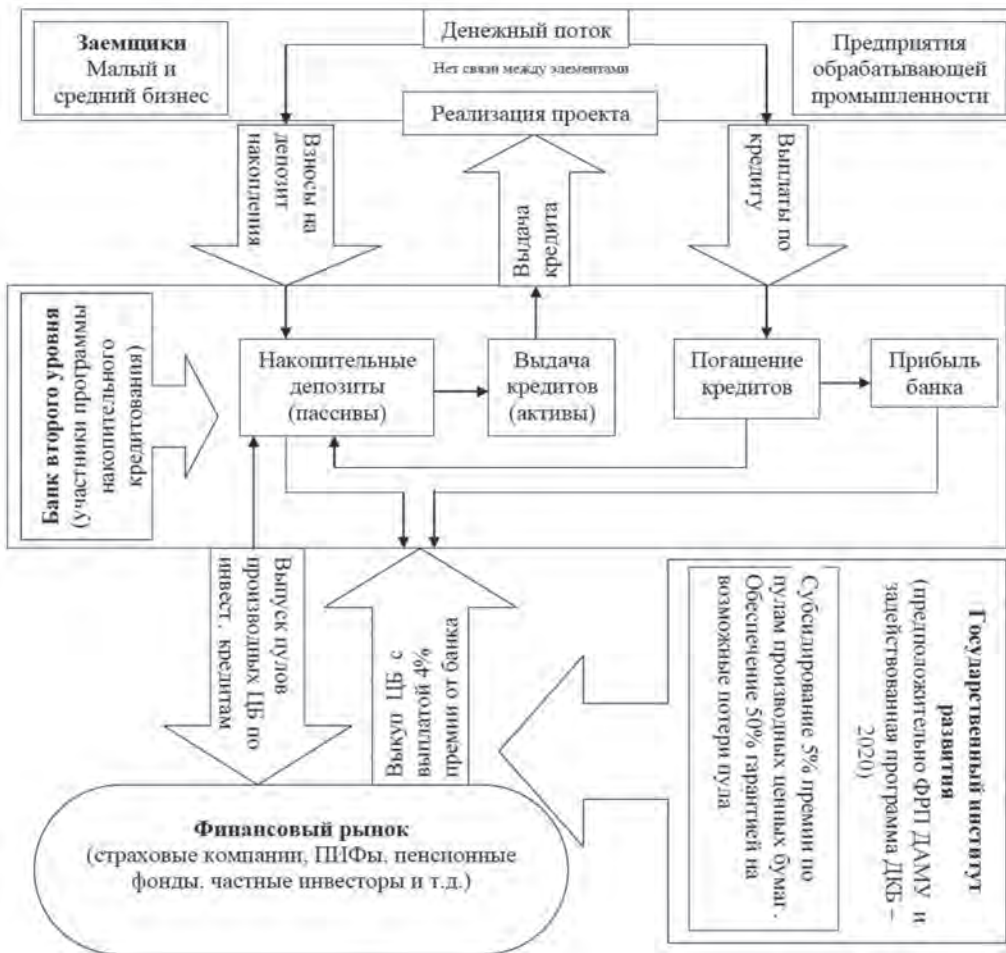 Заемщики
Малый и
средний бизнес
Денежный поток
Нет связи между элементами
Реализация проекта
Предприятия
обрабатывающей
промышленности
Взносы на
депозит
накопления
Выдача
кредита
Выплаты по
кредиту
Банк второго уровня
(участники программы
накопительного
кредитования)
Накопительные
депозиты
(пассивы)
Выдача
кредитов
(активы)
Погашение
кредитов
Прибыль
банка
Выпуск пулов
производных ЦБ по
инвест. кредитам
Выкуп ЦБ с
выплатой 4%
премии от банка
Государственный институт
развития
(предположительно ФРП ДАМУ и
задействованная программа ДКБ –
2020)
Субсидирование 5% премии по
пулам производных ценных бумаг.
Обеспечение 50% гарантией на
возможные потери пула
Финансовый рынок
(страховые компании, ПИФы, пенсионные
фонды, частные инвесторы и т.д.)